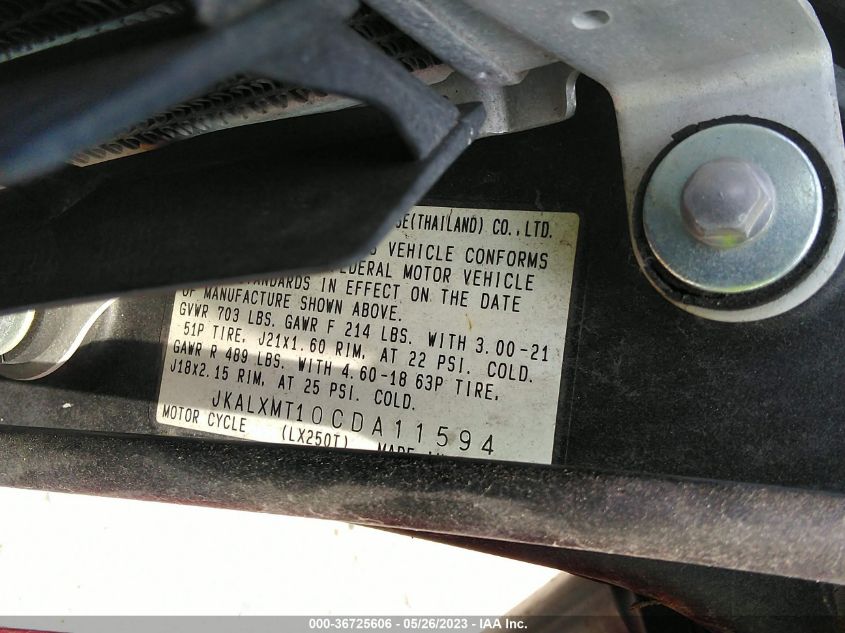 (THAILAND) CO.,LTD.
VEHICLE CONFORMS
FEDERAL MOTOR VEHICLE
STANDARDS IN EFFECT ON THE DATE
OF MANUFACTURE SHOWN ABOVE.
GVWR 703 LBS. GAWR F 214 LBS. WITH 3.00-21
51P TIRE, J21x1.60 RIM, AT 22 PSI. COLD.
GAWR R 489 LBS. WITH 4.60-18 63P TIRE,
J18x2.15 RIM, AT 25 PSI. COLD.
JKALXMT10CDA11594
MOTOR CYCLE (LX250T)
000-36725606 - 05/26/2023 - IAA Inc.